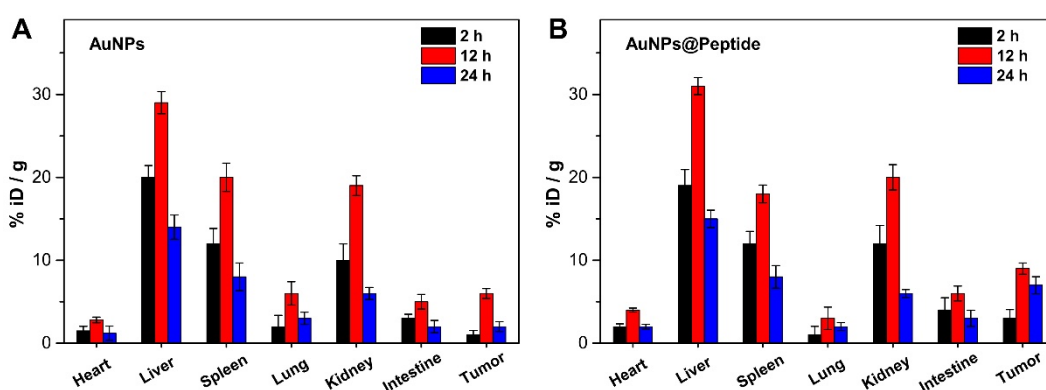 A
AuNPs
2 h
12 h
24 h
% iD / g
30
20
10
0
Heart
Liver
Spleen
Lung
Kidney
Intestine
Tumor
B
AuNPs@Peptide
2 h
12 h
24 h
% iD / g
30
20
10
0
Heart
Liver
Spleen
Lung
Kidney
Intestine
Tumor